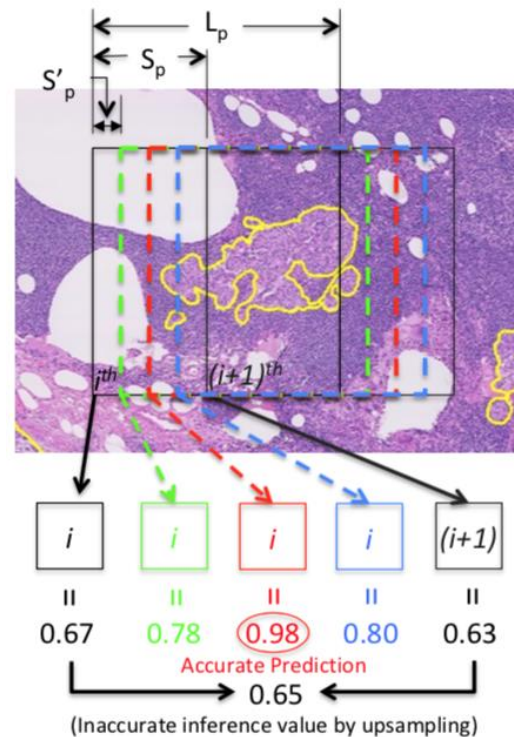 Lp
Sp
S'p
ith
(i+1)th
i
i
i
i
(i+1)
=
=
=
=
=
0.67
0.78
0.98
0.80
0.63
Accurate Prediction
0.65
(Inaccurate inference value by upsampling)